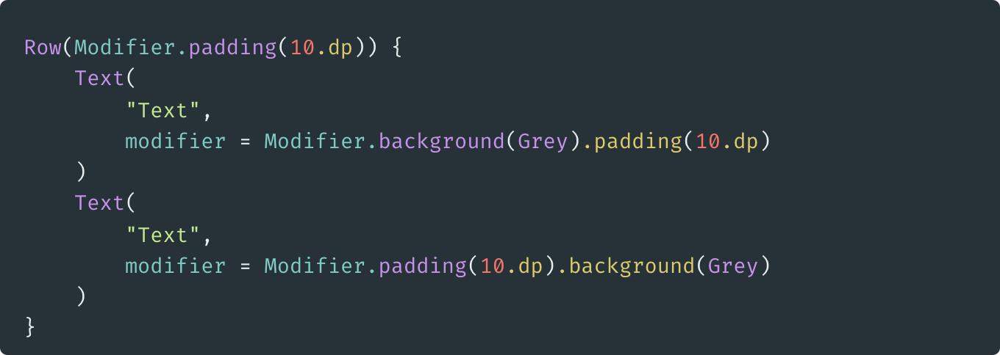 Row(Modifier.padding(10.dp)) {
    Text(
        "Text",
        modifier = Modifier.background(Grey).padding(10.dp)
    )
    Text(
        "Text",
        modifier = Modifier.padding(10.dp).background(Grey)
    )
}